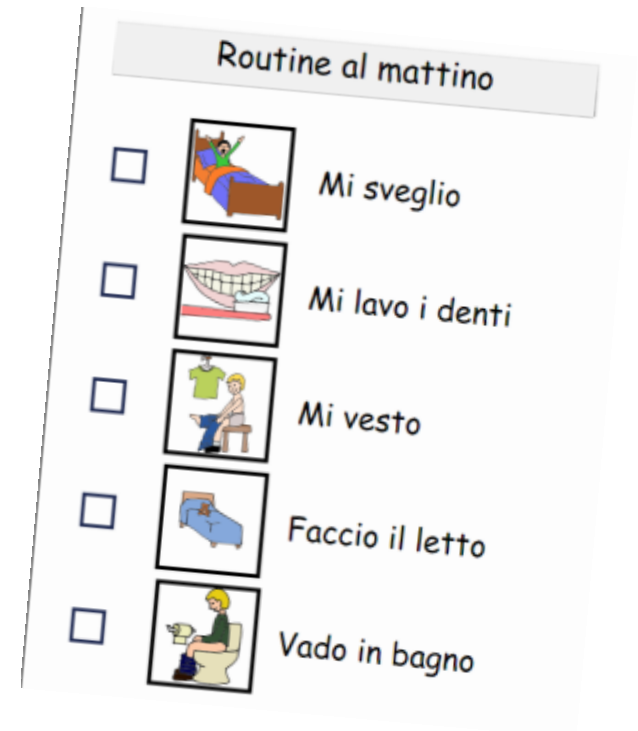 Routine al mattino
Mi sveglio
Mi lavo i denti
Mi vesto
Faccio il letto
Vado in bagno